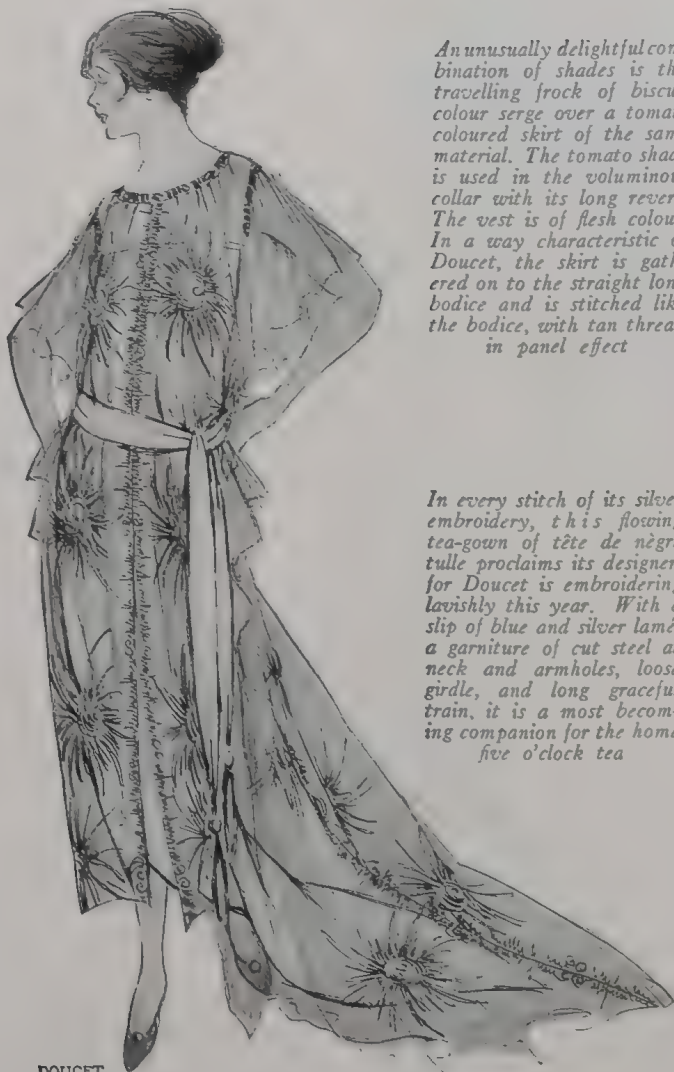 An unusually delightful com
bination of shades is th
travelling frock of biscu
colour serge over a tomat
coloured skirt of the sam
material. The tomato shad
is used in the voluminou
collar with its long rever
The vest is of flesh colou
In a way characteristic o
Doucet, the skirt is gath
ered on to the straight lon
bodice and is stitched lik
the bodice, with tan threa
in panel effect
In every stitch of its silve
embroidery, this flowin
tea-gown of tête de nègr
tulle proclaims its designer
for Doucet is embroiderin
lavishly this year. With a
slip of blue and silver lamé
a garniture of cut steel a
neck and armholes, loose
girdle, and long gracefu
train, it is a most becom-
ing companion for the home
five o'clock tea
DOUCET